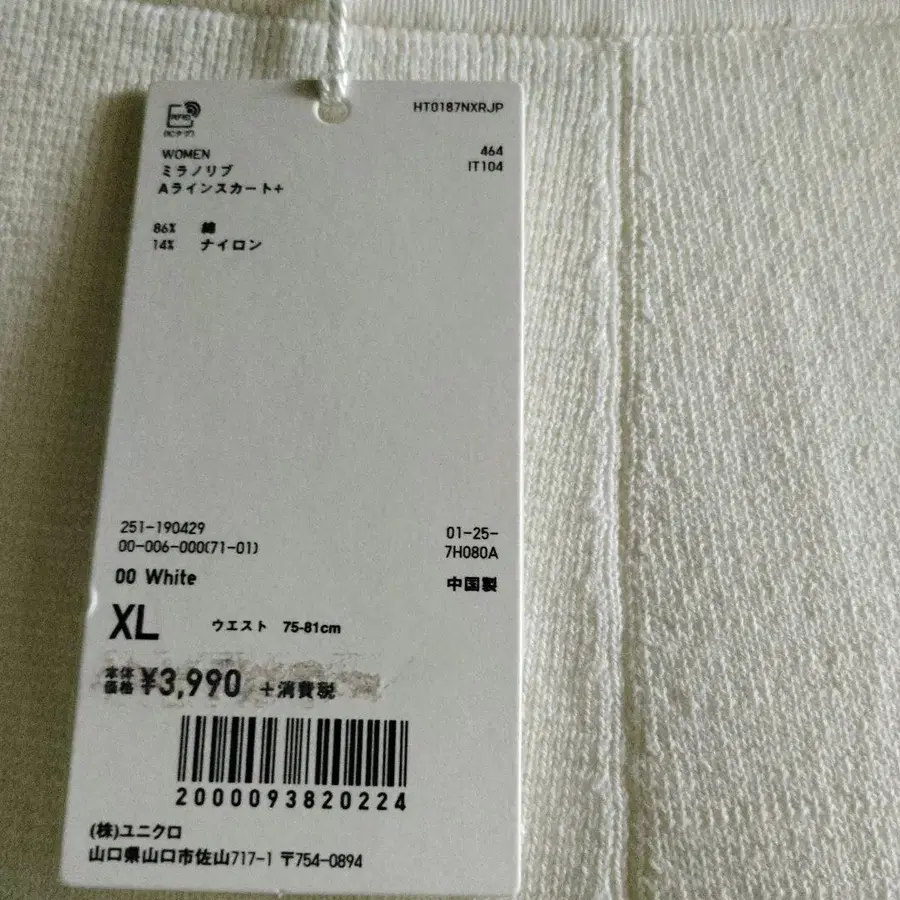 RFID
(ICタグ)
HT0187NXRJP
WOMEN
ミラノリブ
Aラインスカート+
464
IT104
86% 綿
14% ナイロン
251-190429
00-006-000(71-01)
01-25-
7H080A
00 White
中国製
XL ウエスト 75-81cm
本体価格 ¥3,990 +消費税
2000093820224
(株)ユニクロ
山口県山口市佐山717-1 〒754-0894